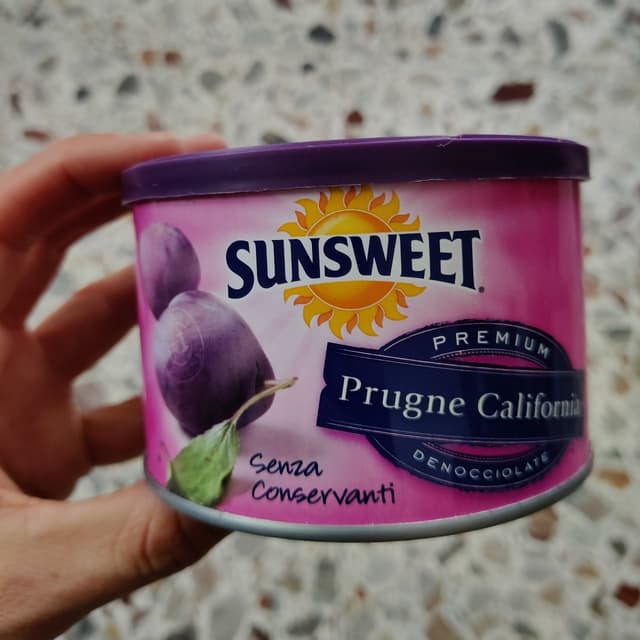 SUNSWEET
PREMIUM
Prugne California
DENOCCIOLATE
Senza
Conservanti